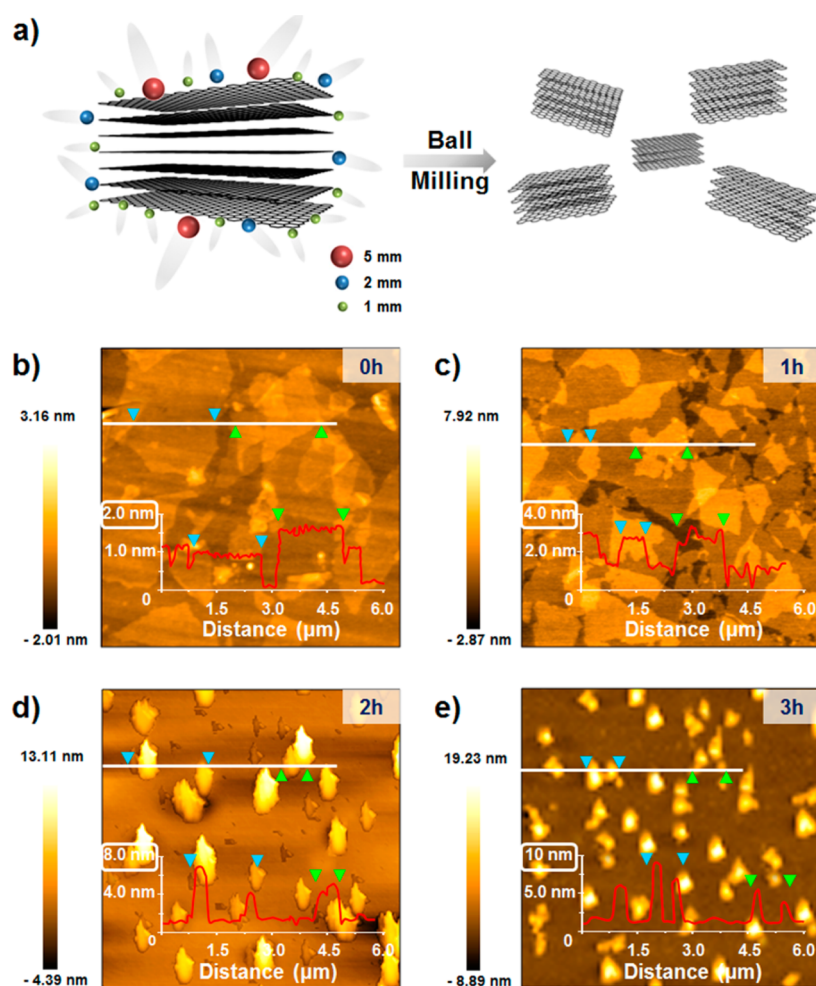 a)
Ball
Milling
5 mm
2 mm
1 mm
b)
0h
3.16 nm
- 2.01 nm
2.0 nm
1.0 nm
0
1.5
3.0
4.5
6.0
Distance (µm)
c)
1h
7.92 nm
- 2.87 nm
4.0 nm
2.0 nm
0
1.5
3.0
4.5
6.0
Distance (µm)
d)
2h
13.11 nm
- 4.39 nm
8.0 nm
4.0 nm
0
1.5
3.0
4.5
6.0
Distance (µm)
e)
3h
19.23 nm
- 8.89 nm
10 nm
5.0 nm
0
1.5
3.0
4.5
6.0
Distance (µm)